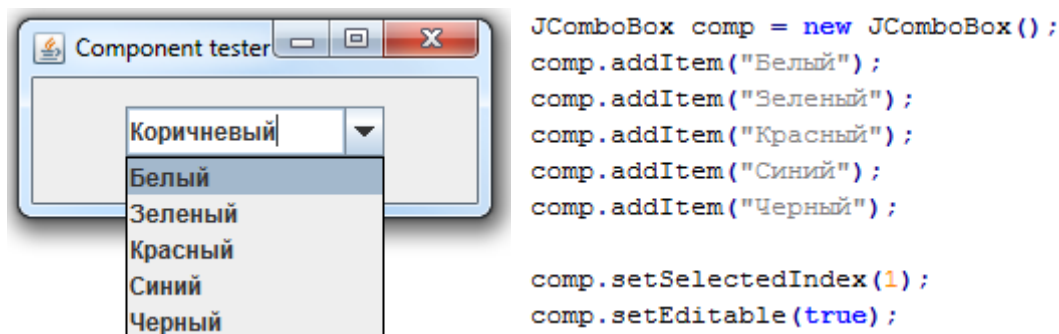 Component tester
Коричневый
Белый
Зеленый
Красный
Синий
Черный
JComboBox comp = new JComboBox();
comp.addItem("Белый");
comp.addItem("Зеленый");
comp.addItem("Красный");
comp.addItem("Синий");
comp.addItem("Черный");
comp.setSelectedIndex(1);
comp.setEditable(true);